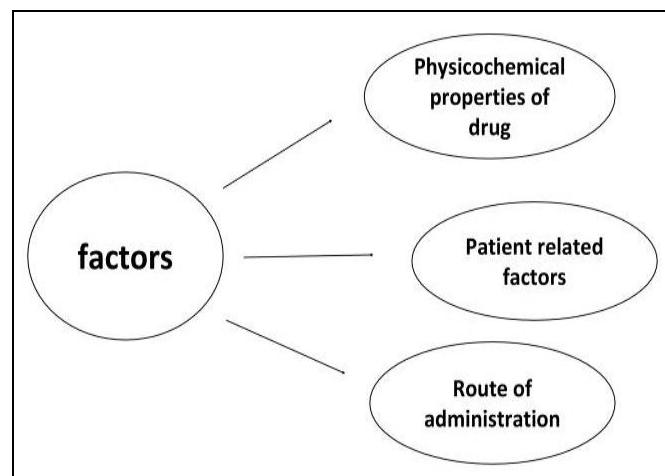 Physicochemical
properties of
drug
factors
Patient related
factors
Route of
administration